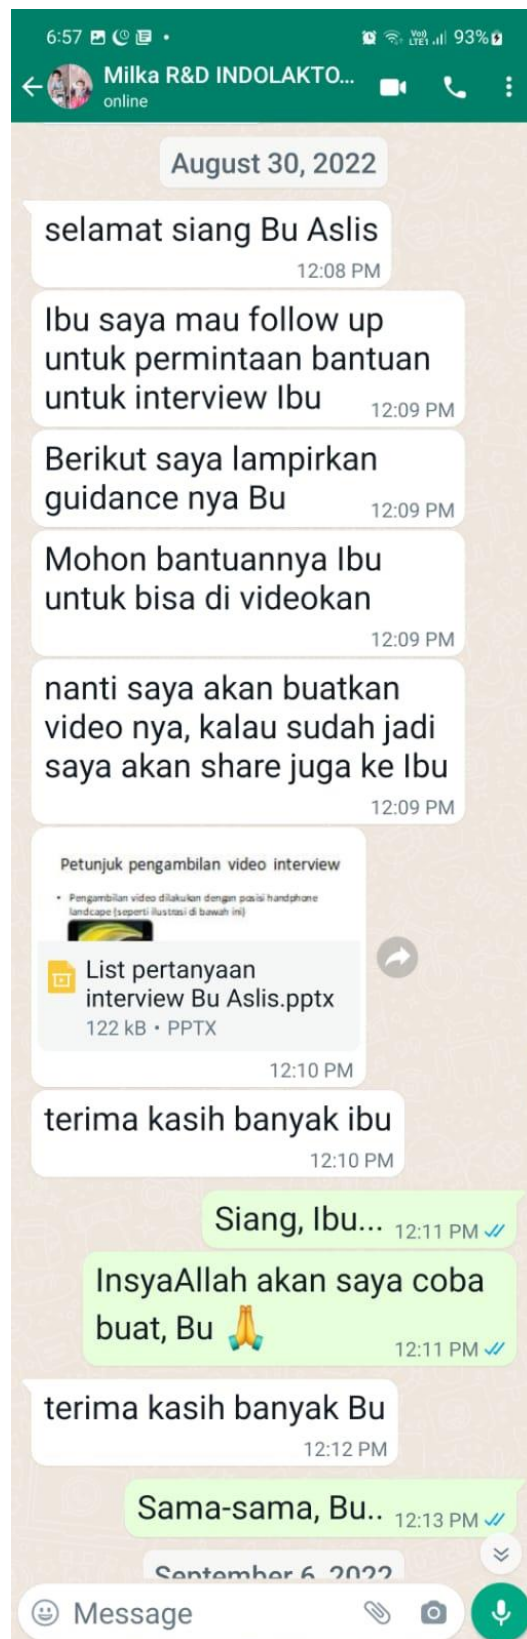 6:57
93%
Milka R&D INDOLAKTO...
online
August 30, 2022
selamat siang Bu Aslis
12:08 PM
Ibu saya mau follow up
untuk permintaan bantuan
untuk interview Ibu 12:09 PM
Berikut saya lampirkan
guidance nya Bu 12:09 PM
Mohon bantuannya Ibu
untuk bisa di videokan
12:09 PM
nanti saya akan buatkan
video nya, kalau sudah jadi
saya akan share juga ke Ibu
12:09 PM
Petunjuk pengambilan video interview
• Pengambilan video dilakukan dengan posisi handphone
landcape (seperti ilustrasi di bawah ini)
List pertanyaan
interview Bu Aslis.pptx
122 kB • PPTX
12:10 PM
terima kasih banyak ibu
12:10 PM
Siang, Ibu... 12:11 PM
InsyaAllah akan saya coba
buat, Bu 🙏 12:11 PM
terima kasih banyak Bu
12:12 PM
Sama-sama, Bu.. 12:13 PM
September 6, 2022
Message